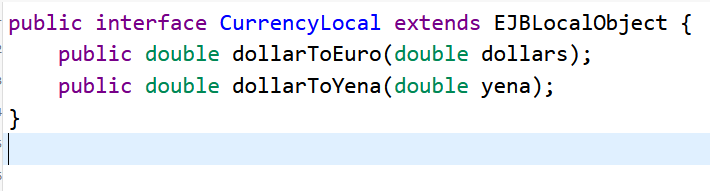 public interface CurrencyLocal extends EJBLocalObject {
    public double dollarToEuro(double dollars);
    public double dollarToYena(double yena);
}